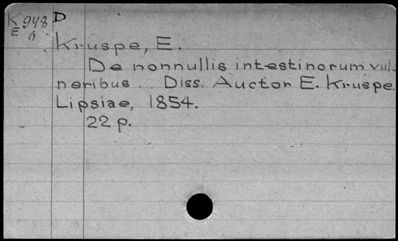 K 948 D
E 6
Kruspe, E.
De nonnullis intestinorum vul-
neribus. Diss. Auctor E. Kruspe.
Lipsiae, 1854.
22 p.